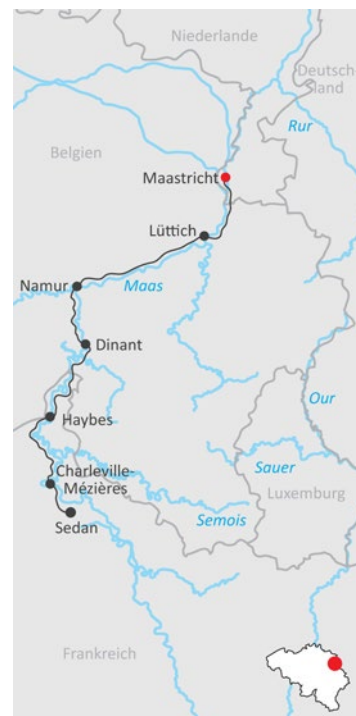 Niederlande
Deutsch-
land
Rur
Belgien
Maastricht
Lüttich
Namur
Maas
Dinant
Our
Haybes
Sauer
Charleville-
Mézières
Luxemburg
Semois
Sedan
Frankreich